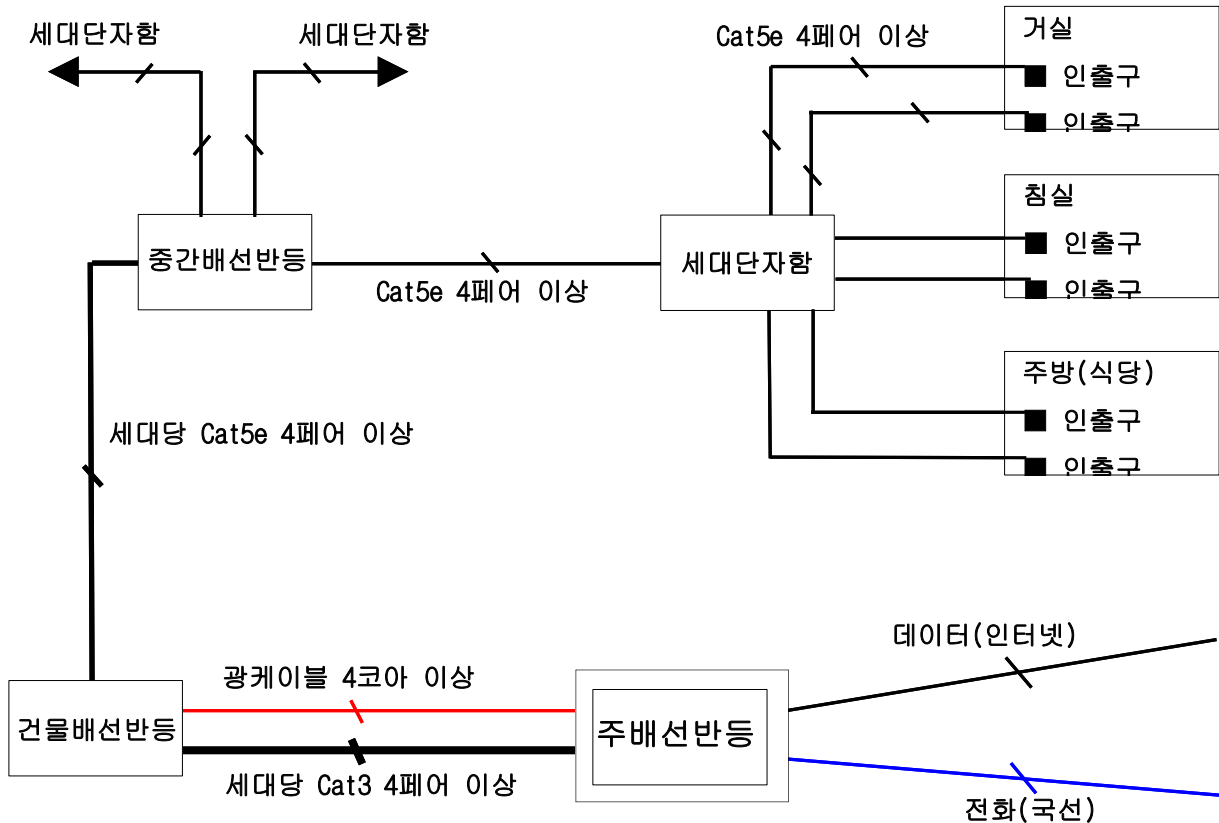 세대단자함
세대단자함
Cat5e 4페어 이상
거실
인출구
인출구
침실
인출구
인출구
중간배선반등
세대단자함
Cat5e 4페어 이상
주방(식당)
인출구
인출구
세대당 Cat5e 4페어 이상
데이터(인터넷)
광케이블 4코아 이상
건물배선반등
주배선반등
세대당 Cat3 4페어 이상
전화(국선)